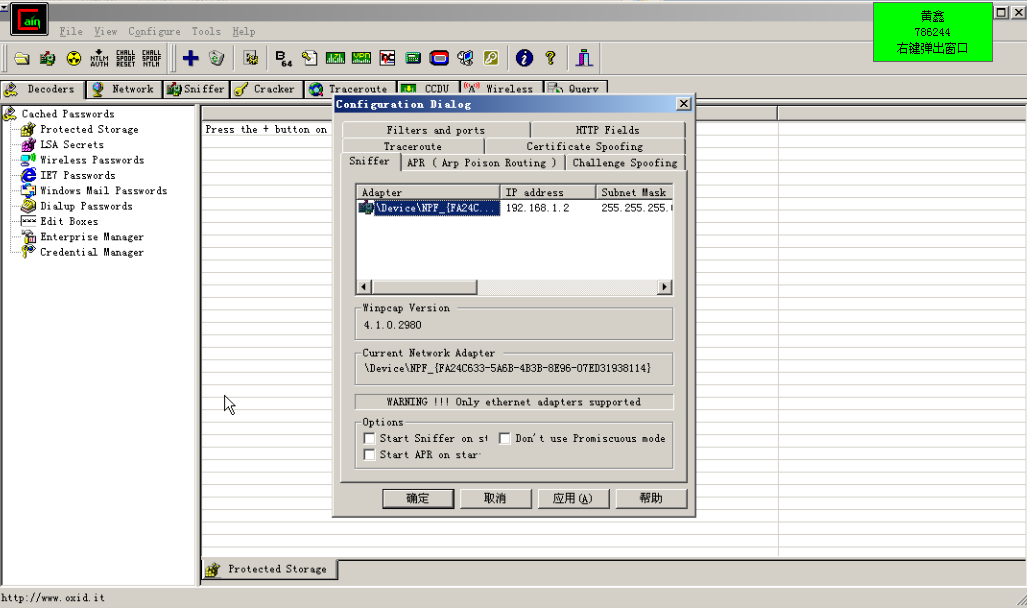 Cain
File View Configure Tools Help
黄鑫
786244
右键弹出窗口
NTLM AUTH
CHALL SPOOF RESET
CHALL SPOOF NTLM
B64
Decoders Network Sniffer Cracker Traceroute CCDU Wireless Query
Cached Passwords
Protected Storage
LSA Secrets
Wireless Passwords
IE7 Passwords
Windows Mail Passwords
Dialup Passwords
Edit Boxes
Enterprise Manager
Credential Manager
Press the + button on
Configuration Dialog
Filters and ports HTTP Fields
Traceroute Certificate Spoofing
Sniffer APR ( Arp Poison Routing ) Challenge Spoofing
Adapter IP address Subnet Mask
\Device\NPF_{FA24C... 192.168.1.2 255.255.255.
Winpcap Version
4.1.0.2980
Current Network Adapter
\Device\NPF_{FA24C633-5A6B-4B3B-8E96-07ED31938114}
WARNING !!! Only ethernet adapters supported
Options
Start Sniffer on st Don't use Promiscuous mode
Start APR on star
确定 取消 应用(A) 帮助
Protected Storage
http://www.oxid.it